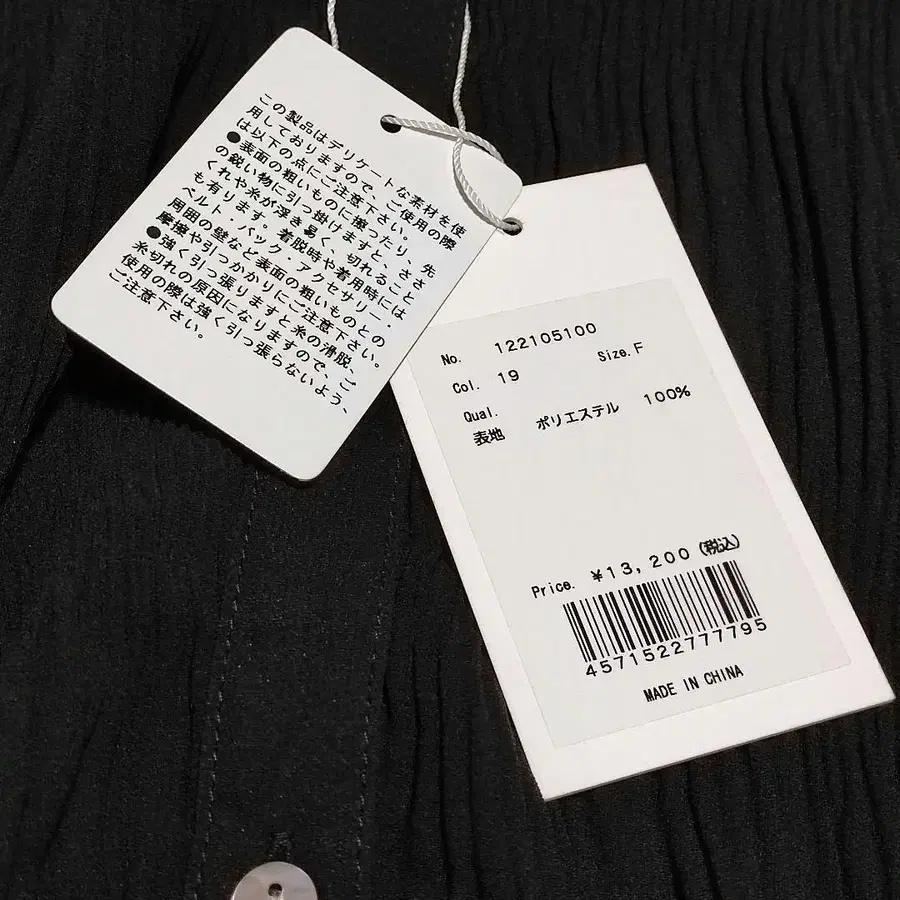 この製品はデリケートな素材を使
用しておりますので、ご使用の際
は以下の点にご注意下さい。
●表面の粗いものに擦ったり、先
の鋭い物に引っ掛けますと、ささ
くれや糸が浮き易く、切れること
も有ります。着脱時や着用時には
ベルト・バック・アクセサリー・
周囲の壁など表面の粗いものとの
摩擦や引っかかりにご注意下さい。
●強く引っ張りますと糸の滑脱、
糸切れの原因になりますので、ご
使用の際は強く引っ張らないよう、
ご注意下さい。
No. 122105100
Col. 19 Size.F
Qual.
表地 ポリエステル 100%
Price. ¥13,200(税込)
4571522777795
MADE IN CHINA